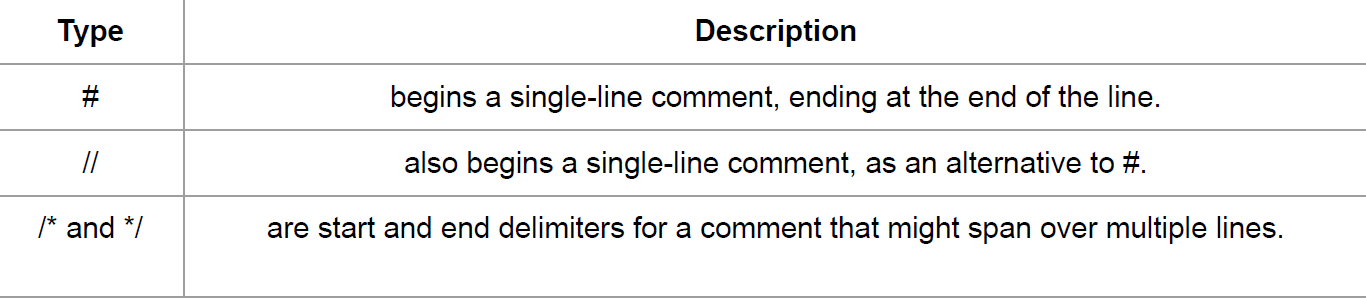 Type Description
# begins a single-line comment, ending at the end of the line.
// also begins a single-line comment, as an alternative to #.
/* and */ are start and end delimiters for a comment that might span over multiple lines.